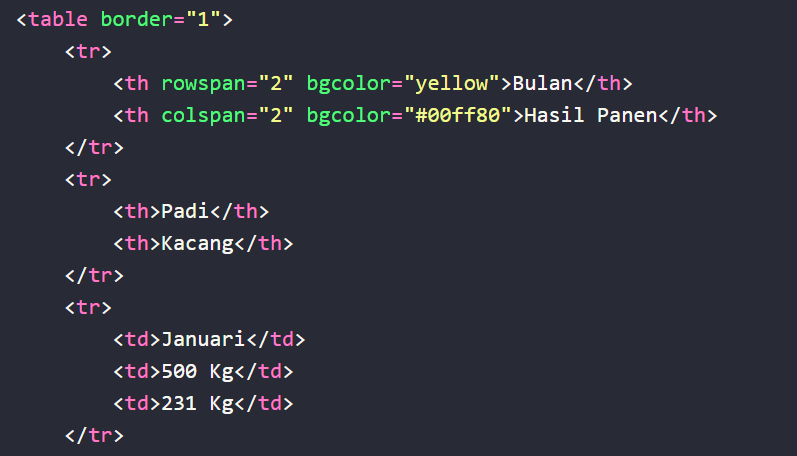 <table border="1">
    <tr>
        <th rowspan="2" bgcolor="yellow">Bulan</th>
        <th colspan="2" bgcolor="#00ff80">Hasil Panen</th>
    </tr>
    <tr>
        <th>Padi</th>
        <th>Kacang</th>
    </tr>
    <tr>
        <td>Januari</td>
        <td>500 Kg</td>
        <td>231 Kg</td>
    </tr>